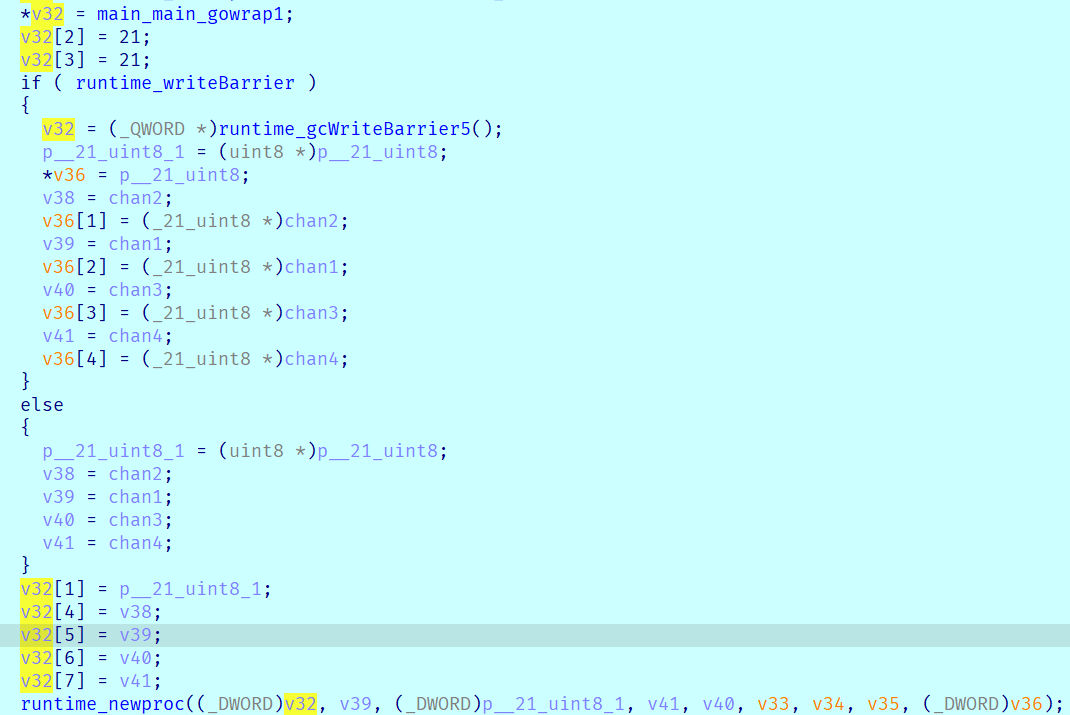 *v32 = main_main_gowrap1;
v32[2] = 21;
v32[3] = 21;
if ( runtime_writeBarrier )
{
v32 = (_QWORD *)runtime_gcWriteBarrier5();
p__21_uint8_1 = (uint8 *)p__21_uint8;
*v36 = p__21_uint8;
v38 = chan2;
v36[1] = (_21_uint8 *)chan2;
v39 = chan1;
v36[2] = (_21_uint8 *)chan1;
v40 = chan3;
v36[3] = (_21_uint8 *)chan3;
v41 = chan4;
v36[4] = (_21_uint8 *)chan4;
}
else
{
p__21_uint8_1 = (uint8 *)p__21_uint8;
v38 = chan2;
v39 = chan1;
v40 = chan3;
v41 = chan4;
}
v32[1] = p__21_uint8_1;
v32[4] = v38;
v32[5] = v39;
v32[6] = v40;
v32[7] = v41;
runtime_newproc((_DWORD)v32, v39, (_DWORD)p__21_uint8_1, v41, v40, v33, v34, v35, (_DWORD)v36);